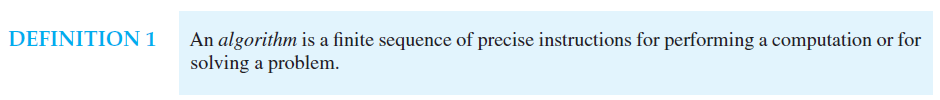 DEFINITION 1 An algorithm is a finite sequence of precise instructions for performing a computation or for
solving a problem.